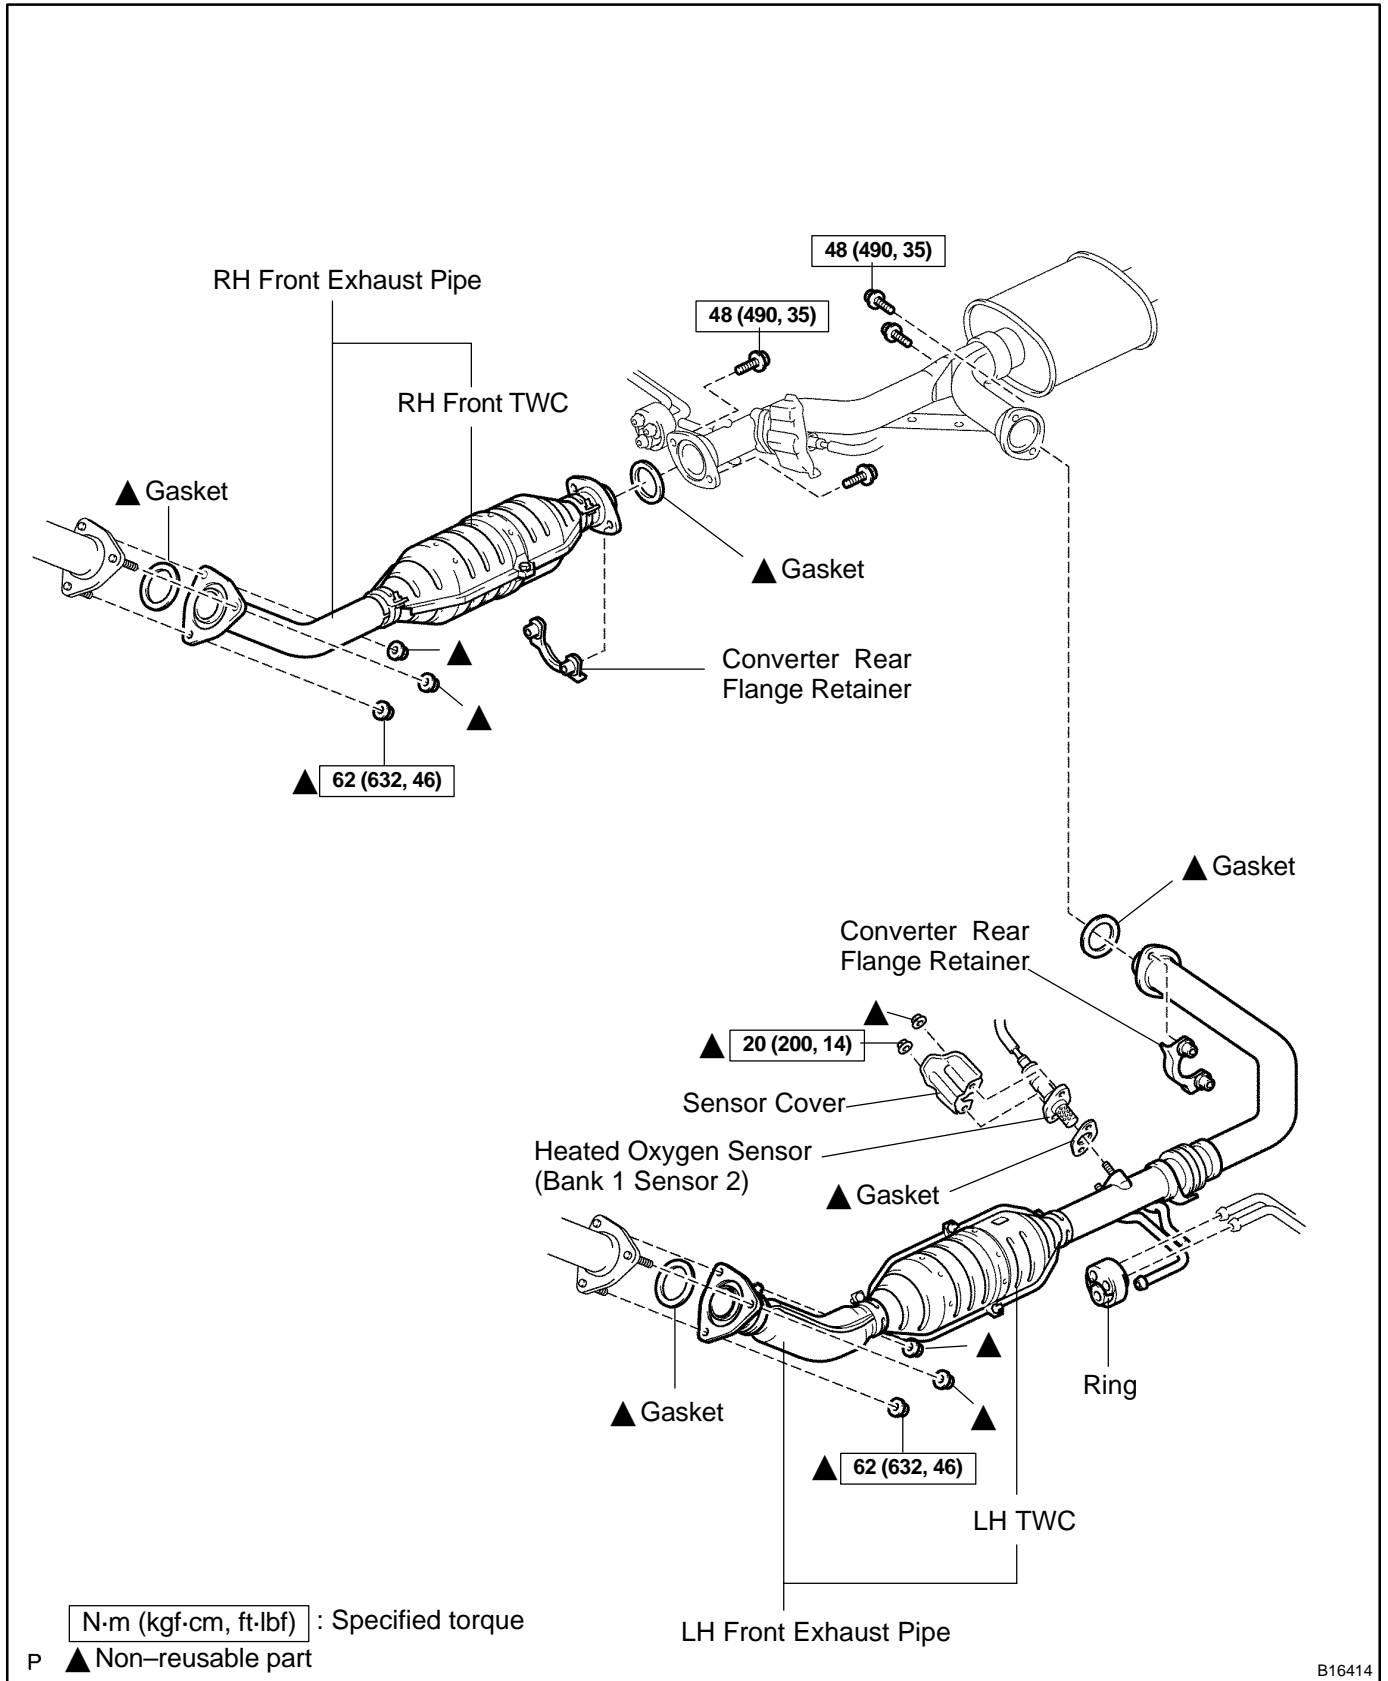 48 (490, 35)
RH Front Exhaust Pipe
48 (490, 35)
RH Front TWC
▲ Gasket
▲ Gasket
▲
Converter Rear
Flange Retainer
▲
▲ 62 (632, 46)
▲ Gasket
Converter Rear
Flange Retainer
▲
▲ 20 (200, 14)
Sensor Cover
Heated Oxygen Sensor
(Bank 1 Sensor 2)
▲ Gasket
▲
Ring
▲ Gasket
▲
▲ 62 (632, 46)
LH TWC
N·m (kgf·cm, ft·lbf) : Specified torque
LH Front Exhaust Pipe
P ▲ Non–reusable part
B16414